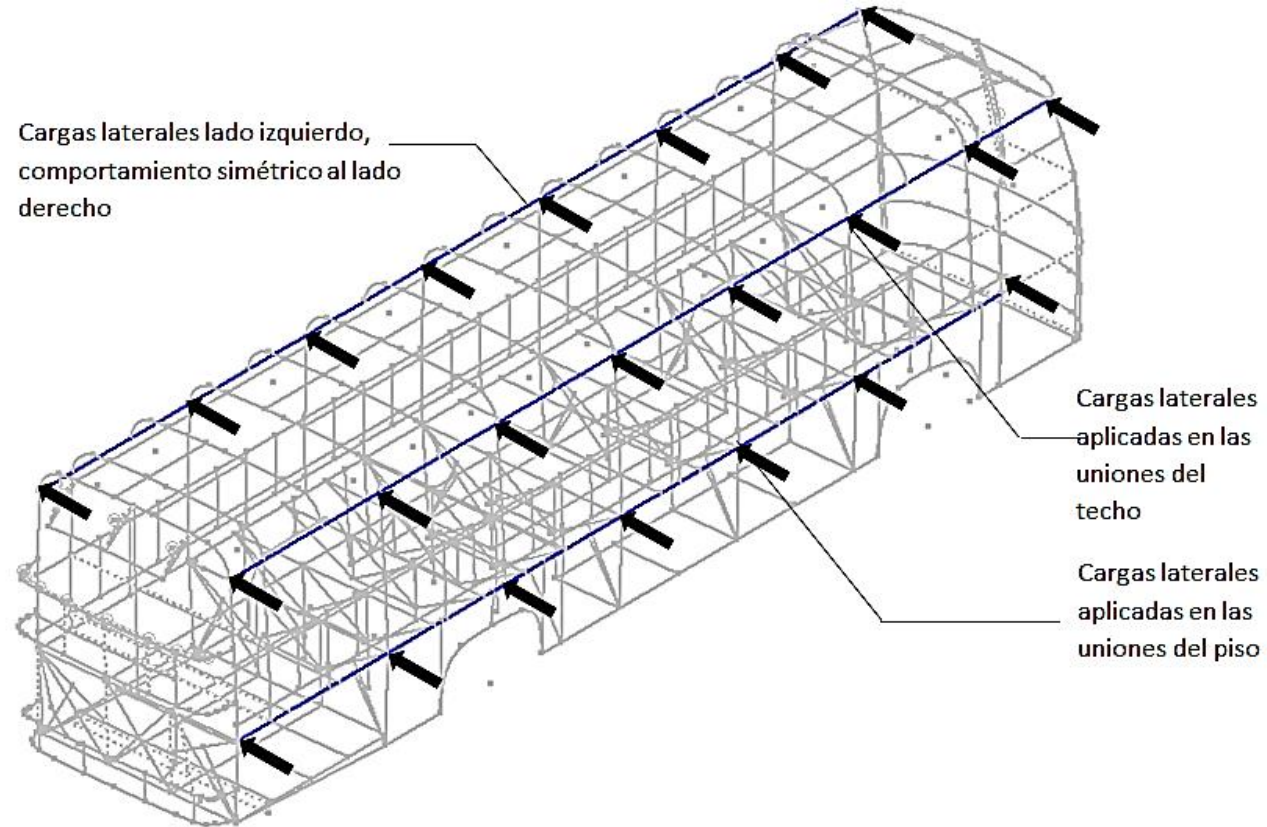 Cargas laterales lado izquierdo,
comportamiento simétrico al lado
derecho
Cargas laterales
aplicadas en las
uniones del
techo
Cargas laterales
aplicadas en las
uniones del piso